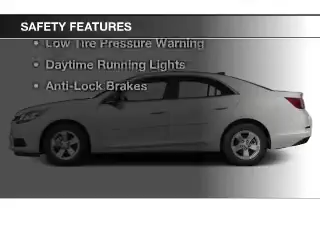 SAFETY FEATURES
• Low Tire Pressure Warning
• Daytime Running Lights
• Anti-Lock Brakes